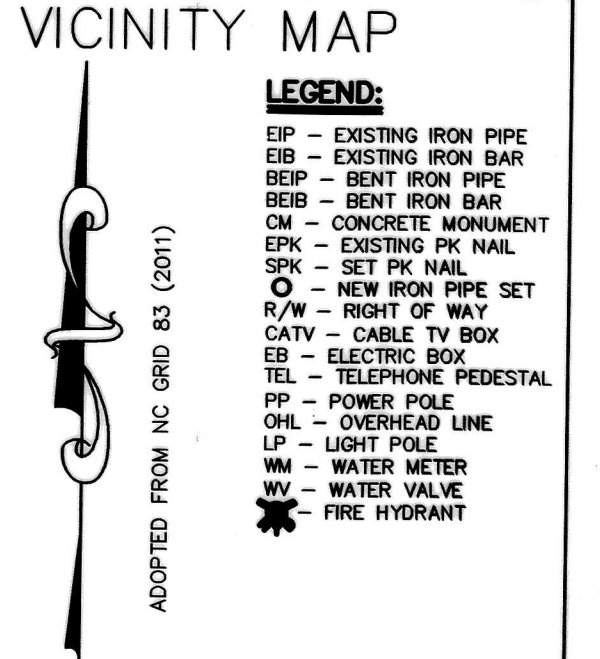 VICINITY MAP
LEGEND:
EIP – EXISTING IRON PIPE
EIB – EXISTING IRON BAR
BEIP – BENT IRON PIPE
BEIB – BENT IRON BAR
CM – CONCRETE MONUMENT
EPK – EXISTING PK NAIL
SPK – SET PK NAIL
– NEW IRON PIPE SET
R/W – RIGHT OF WAY
CATV – CABLE TV BOX
EB – ELECTRIC BOX
TEL – TELEPHONE PEDESTAL
PP – POWER POLE
OHL – OVERHEAD LINE
LP – LIGHT POLE
WM – WATER METER
WV – WATER VALVE
– FIRE HYDRANT
ADOPTED FROM NC GRID 83 (2011)